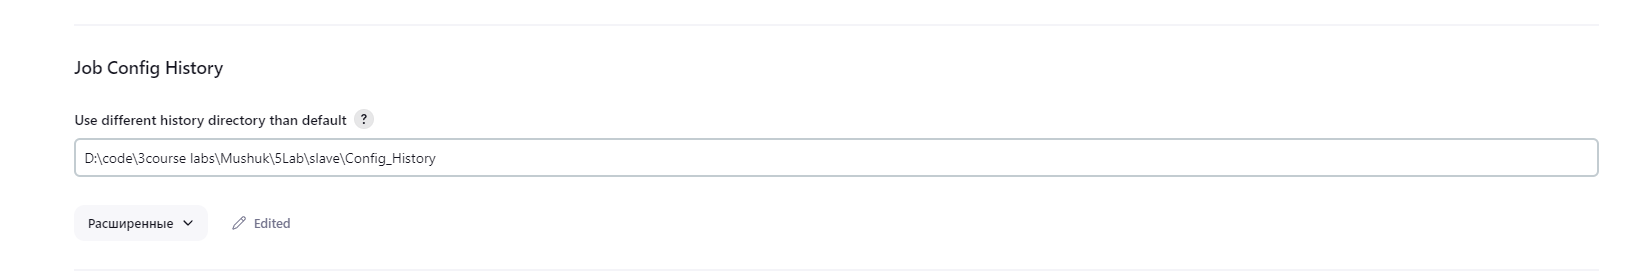 Job Config History
Use different history directory than default ?
D:\code\3course labs\Mushuk\5Lab\slave\Config_History
Расширенные Edited